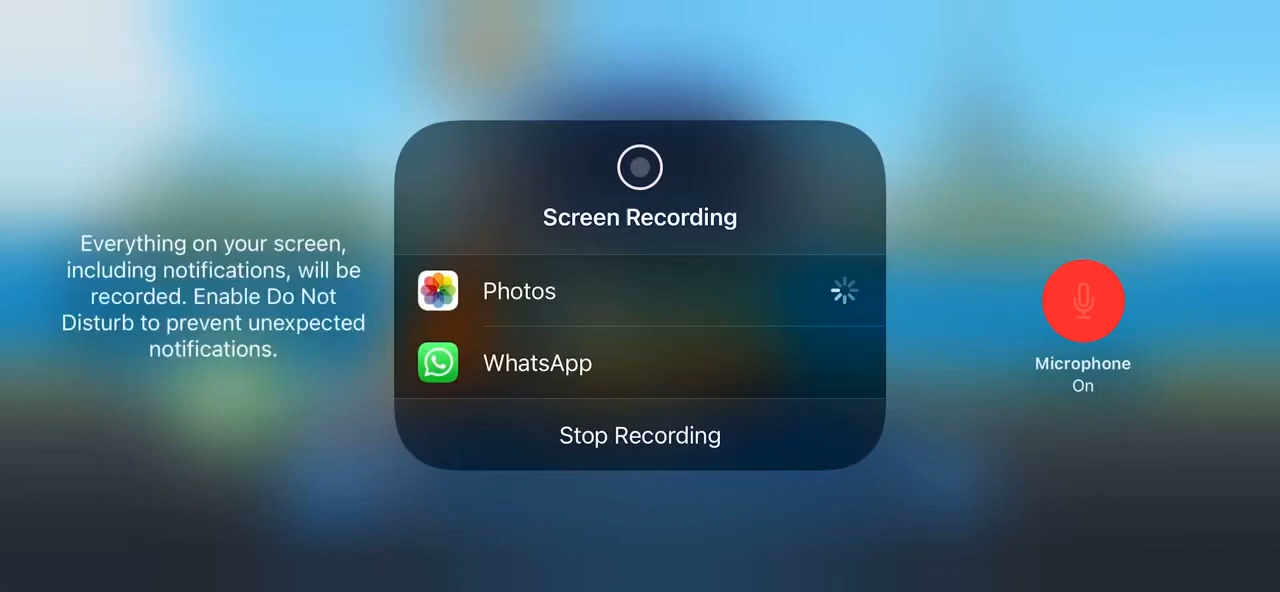 Screen Recording
Everything on your screen,
including notifications, will be
recorded. Enable Do Not
Disturb to prevent unexpected
notifications.
Photos
WhatsApp
Stop Recording
Microphone
On